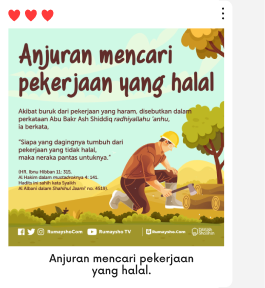 Anjuran mencari
pekerjaan yang halal
Akibat buruk dari pekerjaan yang haram, disebutkan dalam
perkataan Abu Bakr Ash Shiddiq radhiyallahu 'anhu,
ia berkata,
"Siapa yang dagingnya tumbuh dari
pekerjaan yang tidak halal,
maka neraka pantas untuknya."
(HR. Ibnu Hibban 11: 315,
Al Hakim dalam mustadroknya 4: 141.
Hadits ini sahih kata Syaikh
Al Albani dalam Shahihul Jaami' no. 4519).
RumayshoCom
Rumaysho TV
Rumaysho.Com
Anjuran mencari pekerjaan
yang halal.